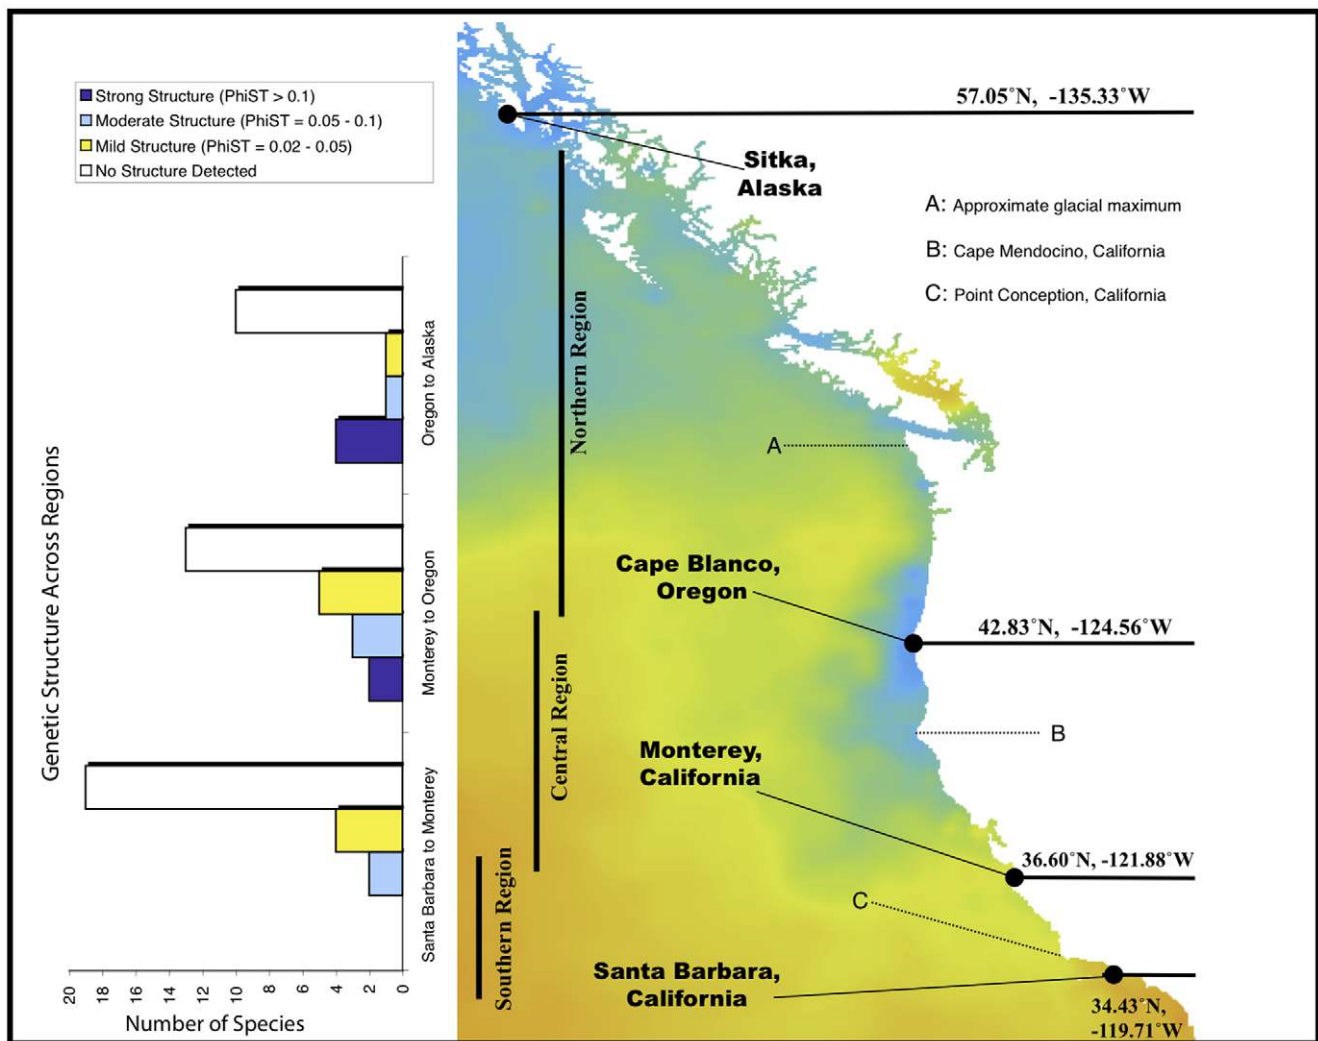 Strong Structure (PhiST > 0.1)
Moderate Structure (PhiST = 0.05 - 0.1)
Mild Structure (PhiST = 0.02 - 0.05)
No Structure Detected
57.05°N, -135.33°W
Sitka,
Alaska
A: Approximate glacial maximum
B: Cape Mendocino, California
C: Point Conception, California
Genetic Structure Across Regions
Oregon to Alaska
Monterey to Oregon
Santa Barbara to Monterey
20 18 16 14 12 10 8 6 4 2 0
Number of Species
Northern Region
Central Region
Southern Region
A
Cape Blanco,
Oregon
42.83°N, -124.56°W
B
Monterey,
California
36.60°N, -121.88°W
C
Santa Barbara,
California
34.43°N,
-119.71°W